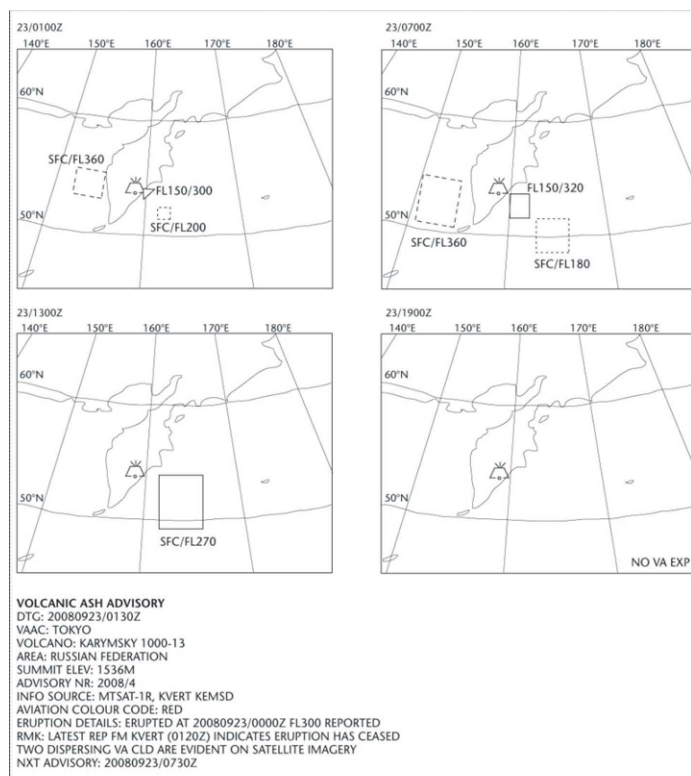 23/0100Z
140°E 150°E 160°E 170°E 180°E
60°N
SFC/FL360
FL150/300
SFC/FL200
50°N
23/0700Z
140°E 150°E 160°E 170°E 180°E
60°N
FL150/320
50°N
SFC/FL360
SFC/FL180
23/1300Z
140°E 150°E 160°E 170°E 180°E
60°N
50°N
SFC/FL270
23/1900Z
140°E 150°E 160°E 170°E 180°E
60°N
50°N
NO VA EXP
VOLCANIC ASH ADVISORY
DTG: 20080923/0130Z
VAAC: TOKYO
VOLCANO: KARYMSKY 1000-13
AREA: RUSSIAN FEDERATION
SUMMIT ELEV: 1536M
ADVISORY NR: 2008/4
INFO SOURCE: MTSAT-1R, KVERT KEMSD
AVIATION COLOUR CODE: RED
ERUPTION DETAILS: ERUPTED AT 20080923/0000Z FL300 REPORTED
RMK: LATEST REP FM KVERT (0120Z) INDICATES ERUPTION HAS CEASED
TWO DISPERSING VA CLD ARE EVIDENT ON SATELLITE IMAGERY
NXT ADVISORY: 20080923/0730Z